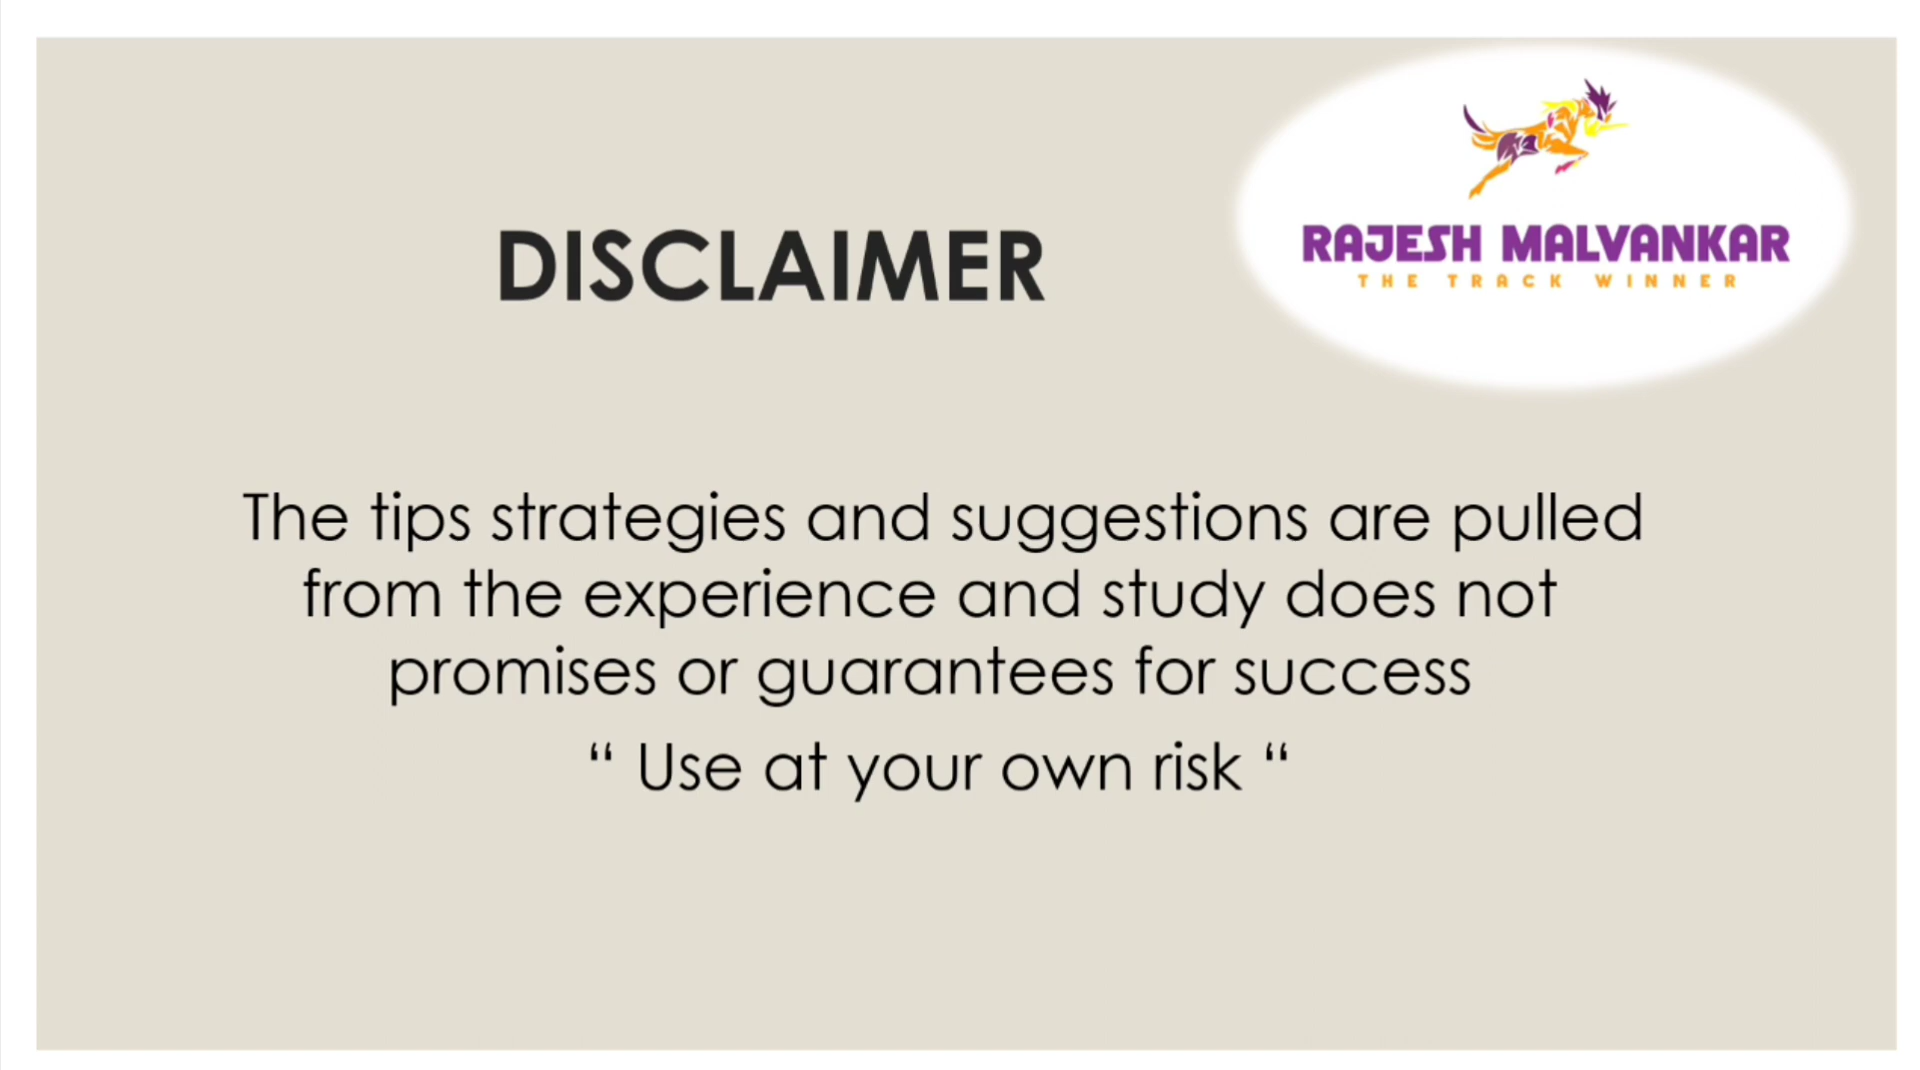 RAJESH MALVANKAR
THE TRACK WINNER
DISCLAIMER
The tips strategies and suggestions are pulled
from the experience and study does not
promises or guarantees for success
“ Use at your own risk “